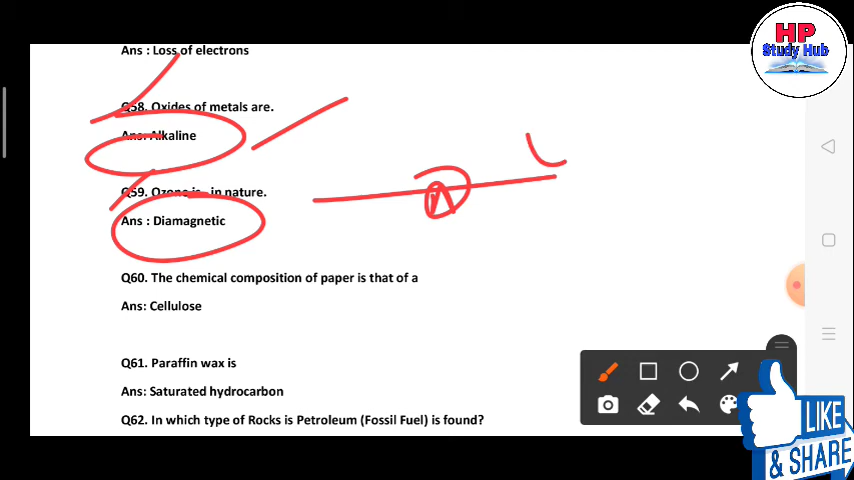 HP
Study Hub
Ans : Loss of electrons
Q58. Oxides of metals are.
Ans: Alkaline
Q59. Ozone is in nature.
Ans : Diamagnetic
Q60. The chemical composition of paper is that of a
Ans: Cellulose
Q61. Paraffin wax is
Ans: Saturated hydrocarbon
Q62. In which type of Rocks is Petroleum (Fossil Fuel) is found?
LIKE
& SHARE